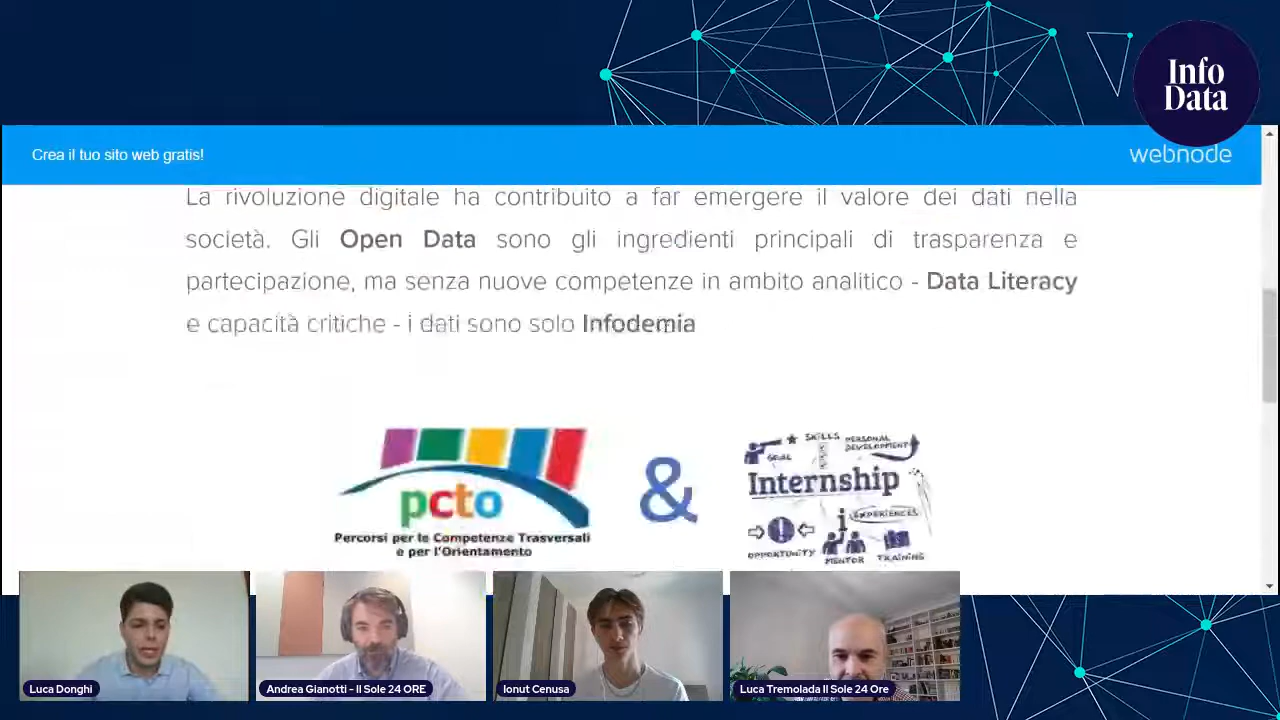 Info
Data
Crea il tuo sito web gratis!
webnode
La rivoluzione digitale ha contribuito a far emergere il valore dei dati nella
società. Gli Open Data sono gli ingredienti principali di trasparenza e
partecipazione, ma senza nuove competenze in ambito analitico - Data Literacy
e capacità critiche - i dati sono solo Infodemia
pcto
Percorsi per le Competenze Trasversali
e per l'Orientamento
&
SKILLS
PERSONAL
DEVELOPMENT
GOAL
Internship
EXPERIENCES
OPPORTUNITY
MENTOR
TRAINING
Luca Donghi
Andrea Gianotti - Il Sole 24 ORE
Ionut Cenusa
Luca Tremolada Il Sole 24 Ore